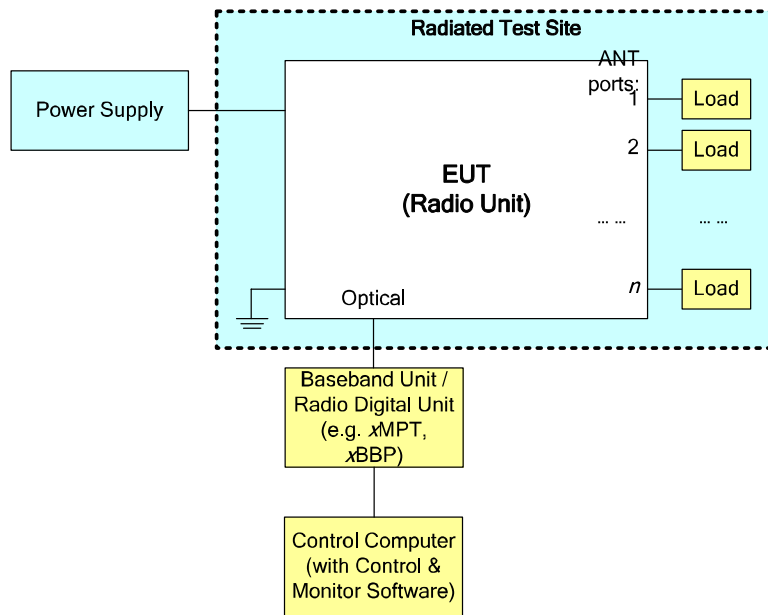 Radiated Test Site
ANT
ports:
Power Supply
1
Load
2
Load
EUT
(Radio Unit)
... ...
... ...
n
Load
Optical
Baseband Unit /
Radio Digital Unit
(e.g. xMPT,
xBBP)
Control Computer
(with Control &
Monitor Software)